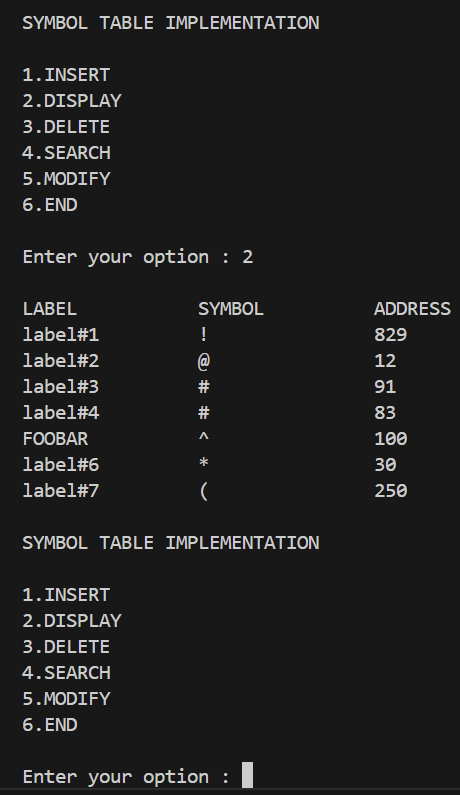 SYMBOL TABLE IMPLEMENTATION
1.INSERT
2.DISPLAY
3.DELETE
4.SEARCH
5.MODIFY
6.END
Enter your option : 2
LABEL SYMBOL ADDRESS
label#1 ! 829
label#2 @ 12
label#3 # 91
label#4 # 83
FOOBAR ^ 100
label#6 * 30
label#7 ( 250
SYMBOL TABLE IMPLEMENTATION
1.INSERT
2.DISPLAY
3.DELETE
4.SEARCH
5.MODIFY
6.END
Enter your option :